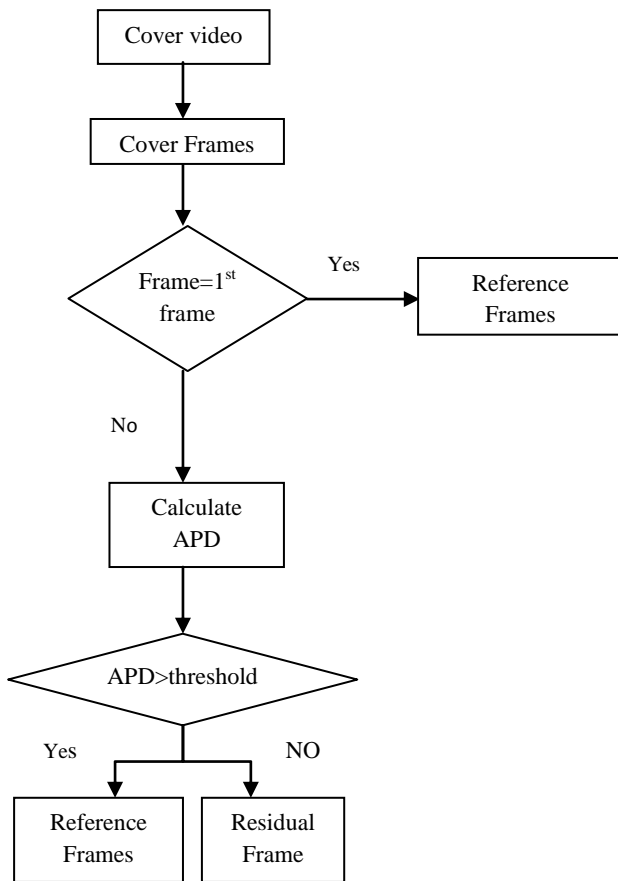 Cover video
Cover Frames
Frame=1st
frame
Yes
Reference
Frames
No
Calculate
APD
APD>threshold
Yes
NO
Reference
Frames
Residual
Frame